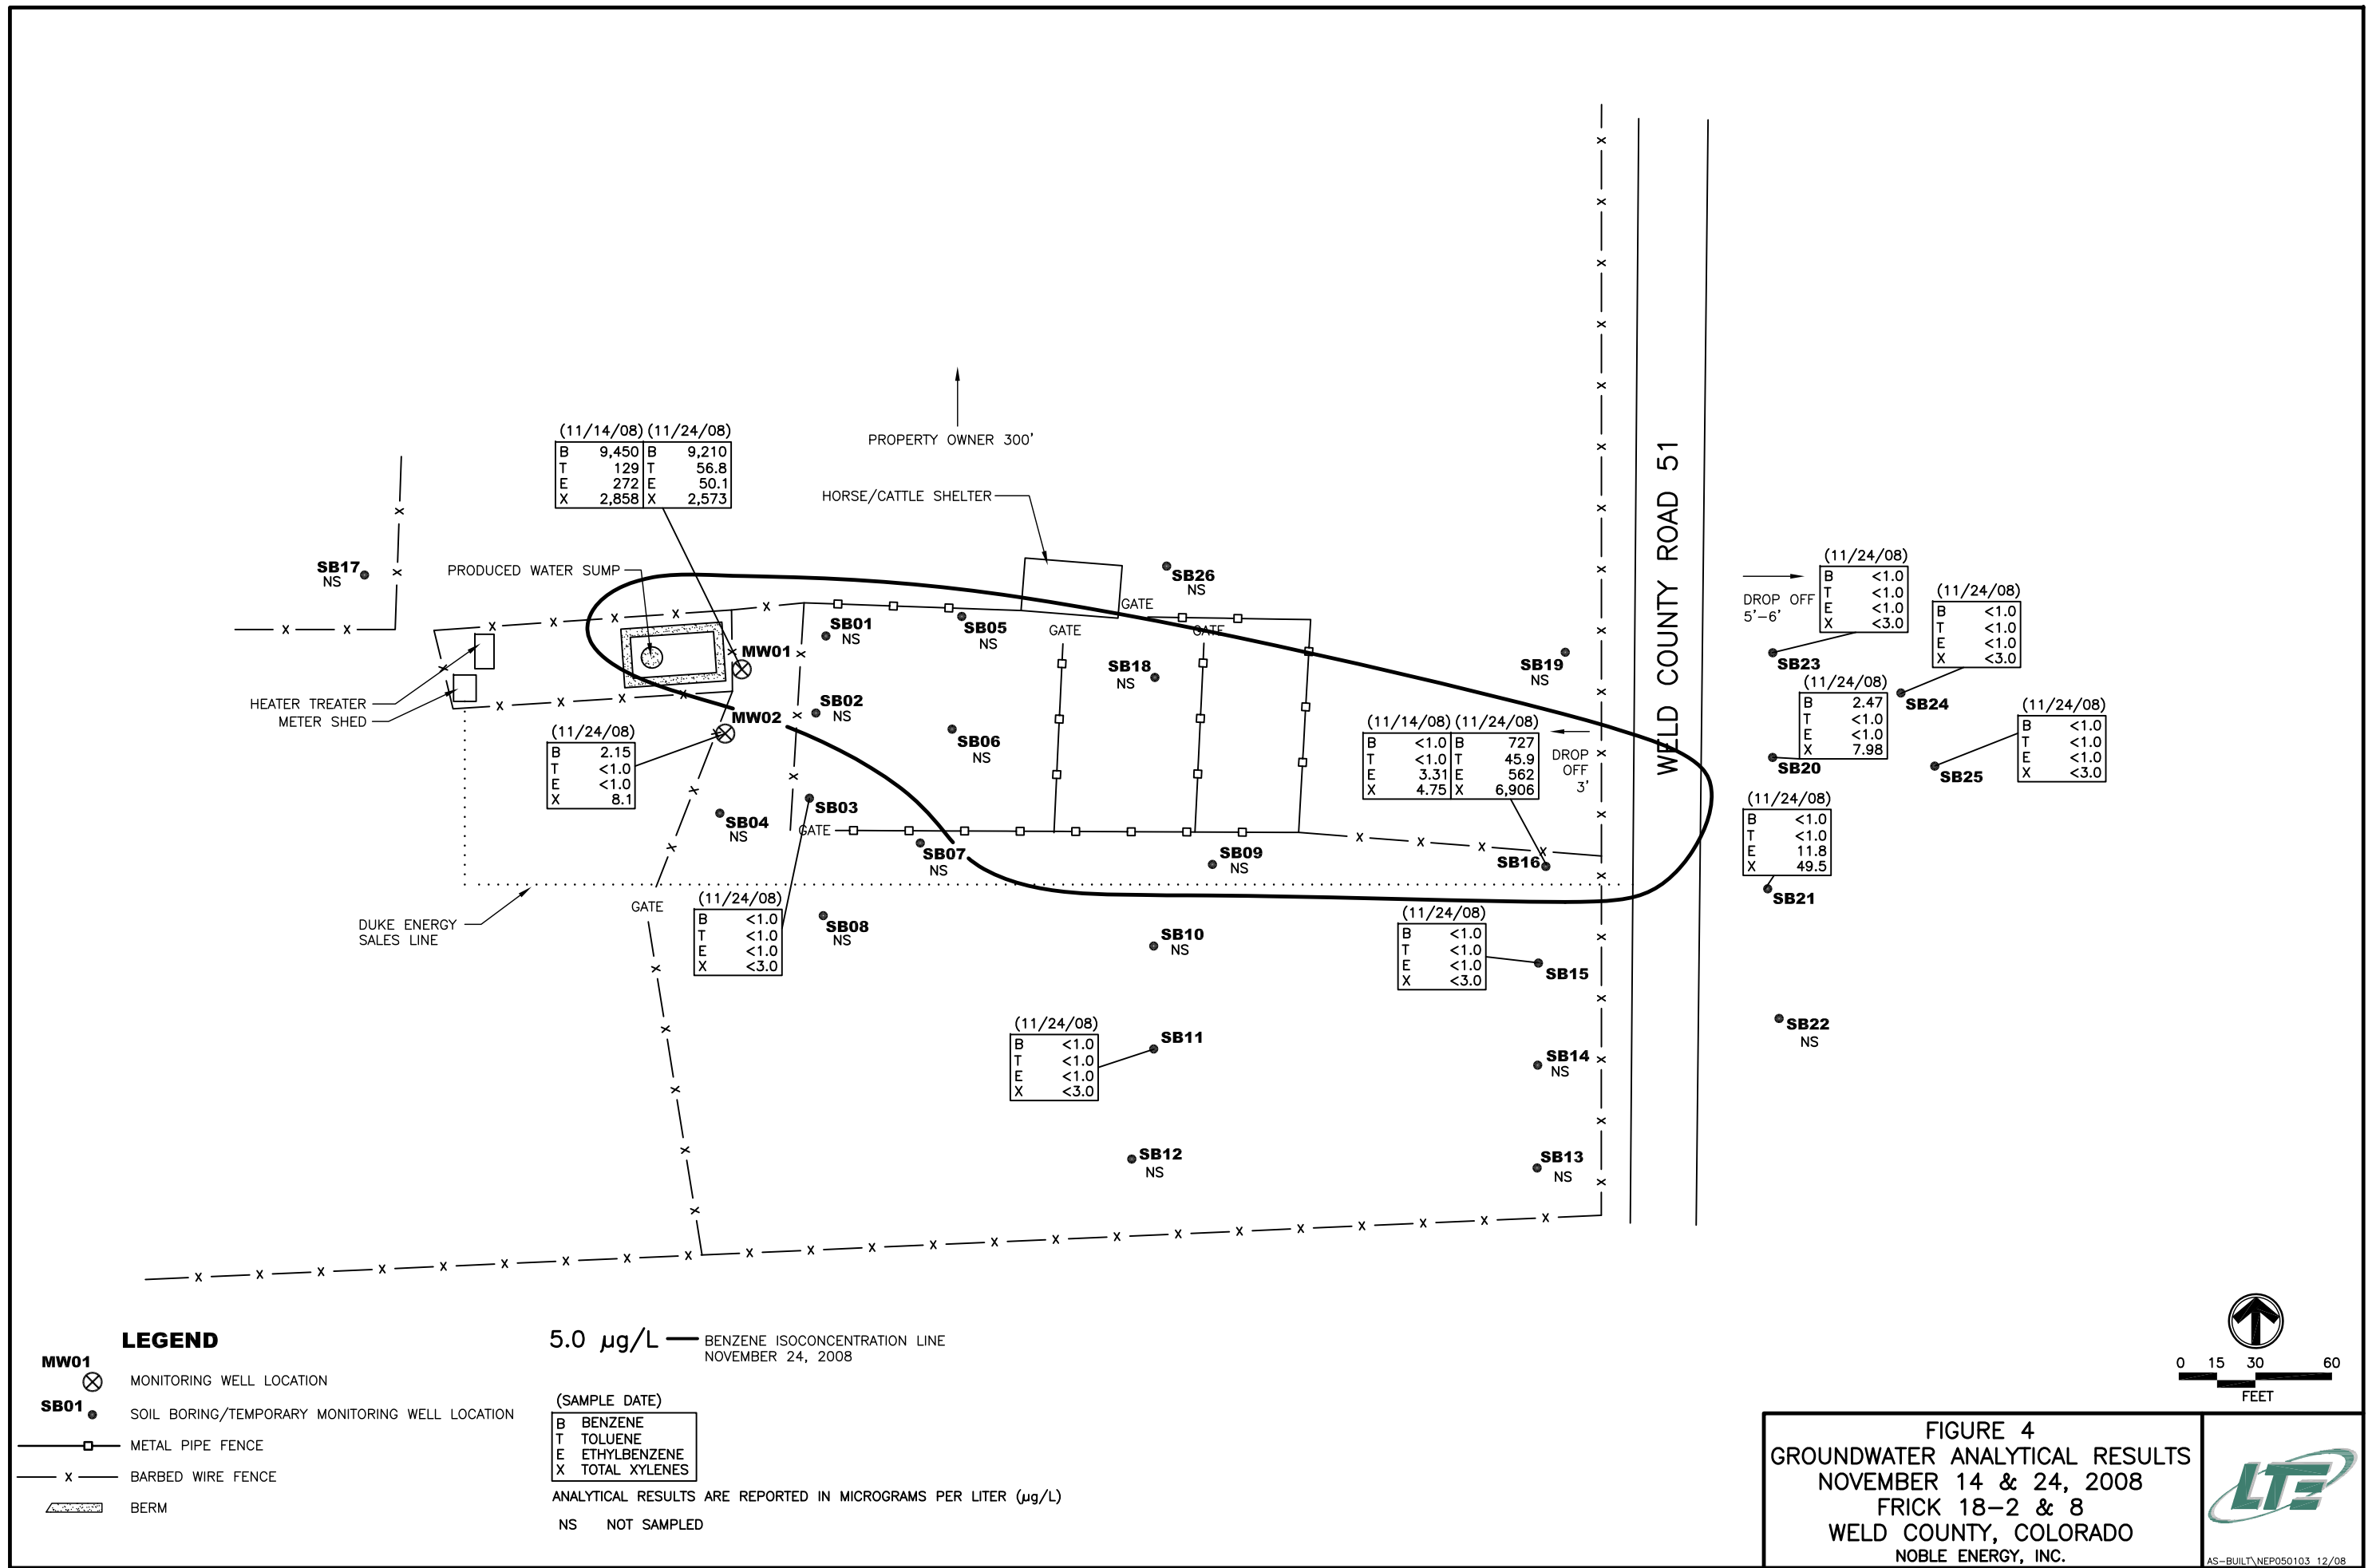 (11/14/08) (11/24/08)
B 9,450 B 9,210
T 129 T 56.8
E 272 E 50.1
X 2,858 X 2,573
PROPERTY OWNER 300'
HORSE/CATTLE SHELTER
PRODUCED WATER SUMP
SB17
NS
SB01
NS
SB05
NS
SB26
NS
GATE
GATE
GATE
MW01
SB18
NS
SB19
NS
WELD COUNTY ROAD 51
DROP OFF
5'-6'
(11/24/08)
B <1.0
T <1.0
E <1.0
X <3.0
SB23
(11/24/08)
B <1.0
T <1.0
E <1.0
X <3.0
SB24
(11/24/08)
B 2.47
T <1.0
E <1.0
X 7.98
SB20
(11/24/08)
B <1.0
T <1.0
E <1.0
X <3.0
SB25
HEATER TREATER
METER SHED
MW02
SB02
NS
SB06
NS
(11/24/08)
B 2.15
T <1.0
E <1.0
X 8.1
(11/14/08) (11/24/08)
B <1.0 B 727
T <1.0 T 45.9
E 3.31 E 562
X 4.75 X 6,906
DROP
OFF
3'
SB04
NS
SB03
GATE
SB07
NS
SB09
NS
SB16
(11/24/08)
B <1.0
T <1.0
E 11.8
X 49.5
SB21
GATE
DUKE ENERGY
SALES LINE
(11/24/08)
B <1.0
T <1.0
E <1.0
X <3.0
SB08
NS
SB10
NS
(11/24/08)
B <1.0
T <1.0
E <1.0
X <3.0
SB15
(11/24/08)
B <1.0
T <1.0
E <1.0
X <3.0
SB11
SB14
NS
SB22
NS
SB12
NS
SB13
NS
LEGEND
MW01
MONITORING WELL LOCATION
SB01
SOIL BORING/TEMPORARY MONITORING WELL LOCATION
METAL PIPE FENCE
X BARBED WIRE FENCE
BERM
5.0 µg/L BENZENE ISOCONCENTRATION LINE
NOVEMBER 24, 2008
(SAMPLE DATE)
B BENZENE
T TOLUENE
E ETHYLBENZENE
X TOTAL XYLENES
ANALYTICAL RESULTS ARE REPORTED IN MICROGRAMS PER LITER (µg/L)
NS NOT SAMPLED
0 15 30 60
FEET
FIGURE 4
GROUNDWATER ANALYTICAL RESULTS
NOVEMBER 14 & 24, 2008
FRICK 18-2 & 8
WELD COUNTY, COLORADO
NOBLE ENERGY, INC.
LTE
AS-BUILT\NEP050103 12/08